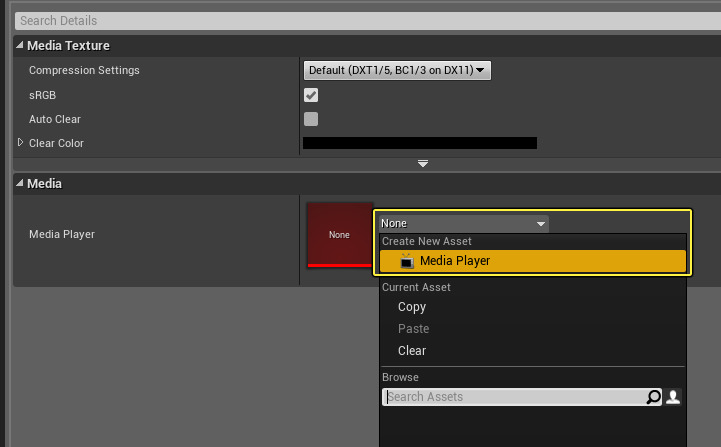 Search Details
Media Texture
Compression Settings
Default (DXT1/5, BC1/3 on DX11)
sRGB
Auto Clear
Clear Color
Media
Media Player
None
None
Create New Asset
Media Player
Current Asset
Copy
Paste
Clear
Browse
Search Assets